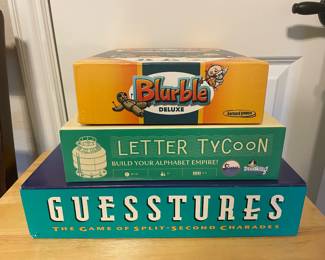 Blurble
DELUXE
LETTER TYCOON
BUILD YOUR ALPHABET EMPIRE!
GUESSTURES
THE GAME OF SPLIT-SECOND CHARADES